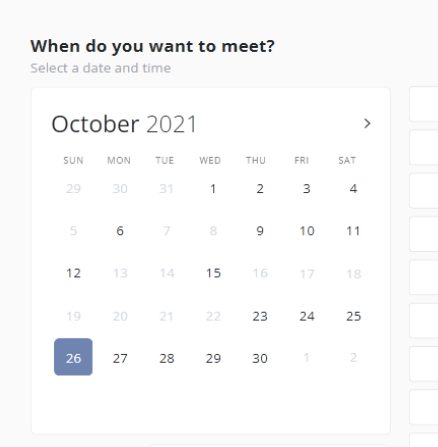 When do you want to meet?
Select a date and time
October 2021
SUN MON TUE WED THU FRI SAT
29 30 31 1 2 3 4
5 6 7 8 9 10 11
12 13 14 15 16 17 18
19 20 21 22 23 24 25
26 27 28 29 30 1 2